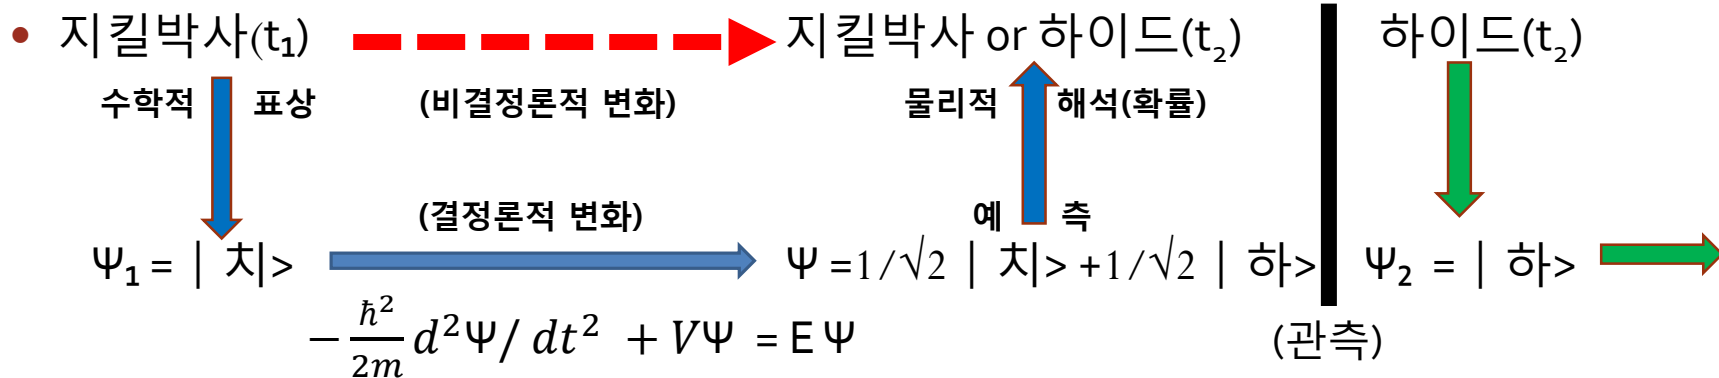 • 지킬박사(t₁) 지킬박사 or 하이드(t₂) 하이드(t₂)
수학적 표상 (비결정론적 변화) 물리적 해석(확률)
(결정론적 변화) 예 측
Ψ₁ = | 지> Ψ =1/√2 | 지> +1/√2 | 하> Ψ₂ = | 하>
−ħ²/2m d²Ψ/ dt² + VΨ = E Ψ (관측)